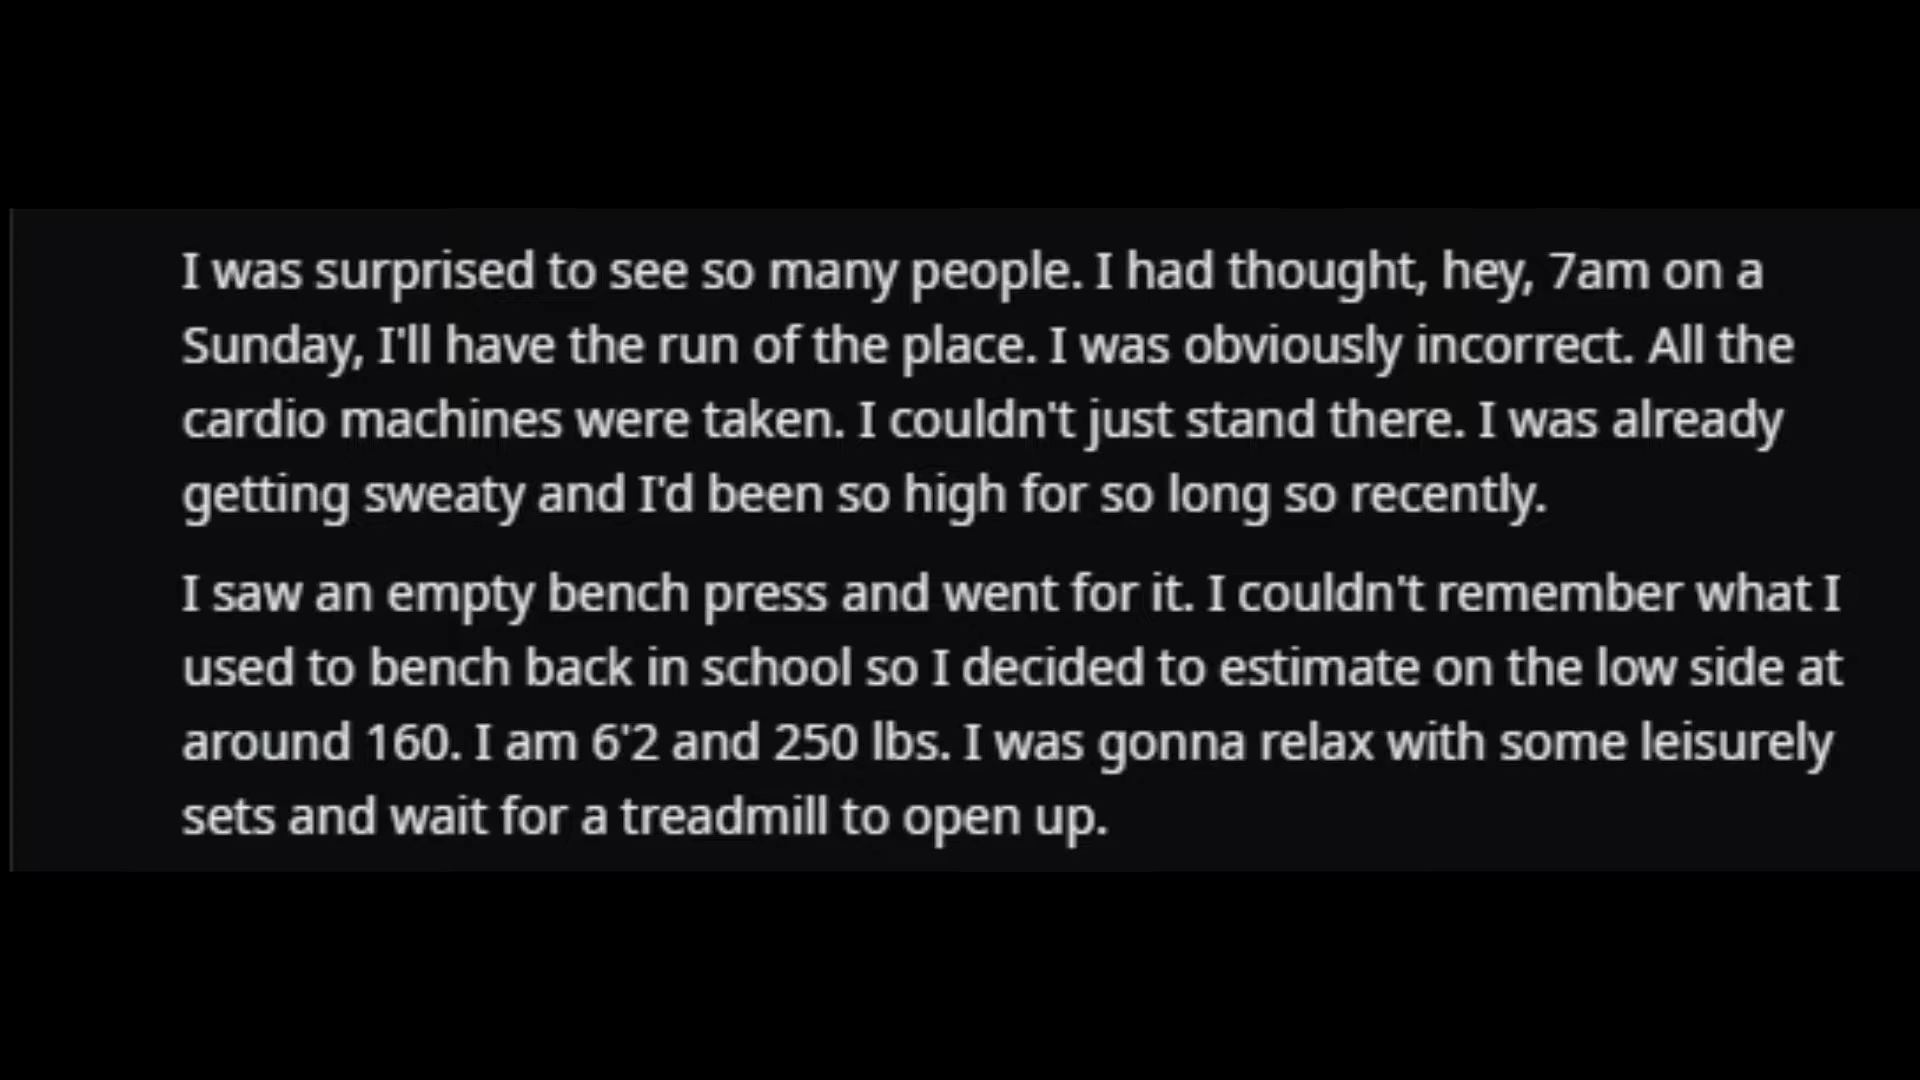 I was surprised to see so many people. I had thought, hey, 7am on a
Sunday, I'll have the run of the place. I was obviously incorrect. All the
cardio machines were taken. I couldn't just stand there. I was already
getting sweaty and I'd been so high for so long so recently.
I saw an empty bench press and went for it. I couldn't remember what I
used to bench back in school so I decided to estimate on the low side at
around 160. I am 6'2 and 250 lbs. I was gonna relax with some leisurely
sets and wait for a treadmill to open up.